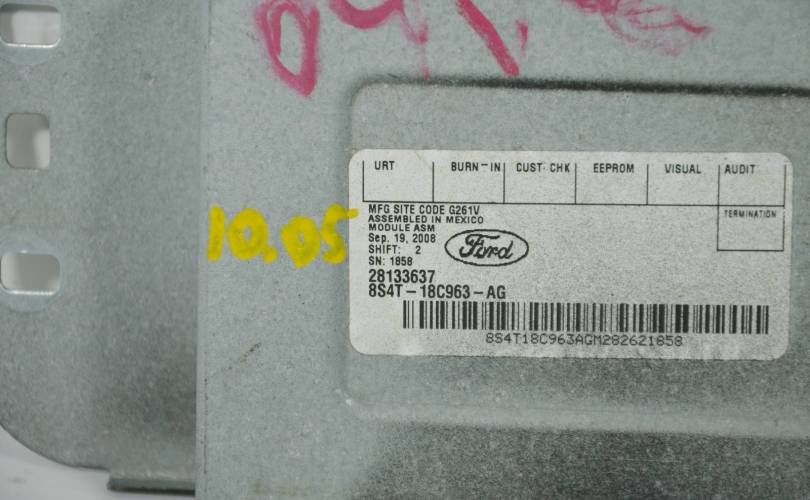 URT BURN-IN CUST· CHK EEPROM VISUAL AUDIT
TERMINATION
MFG SITE CODE G261V
ASSEMBLED IN MEXICO
MODULE ASM
Sep. 19, 2008
SHIFT: 2
SN: 1858
Ford
28133637
8S4T-18C963-AG
8S4T18C963AGM282621858
10.05